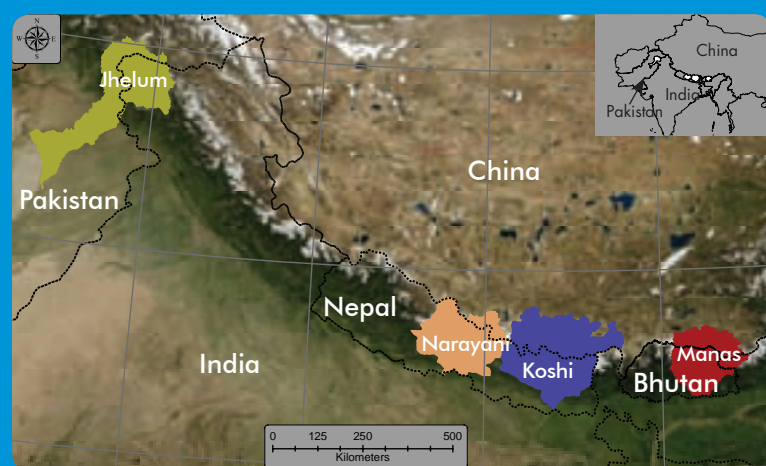 N
W
E
S
Jhelum
China
India
Pakistan
China
Pakistan
Nepal
Narayani
Koshi
Manas
Bhutan
India
0 125 250 500
Kilometers